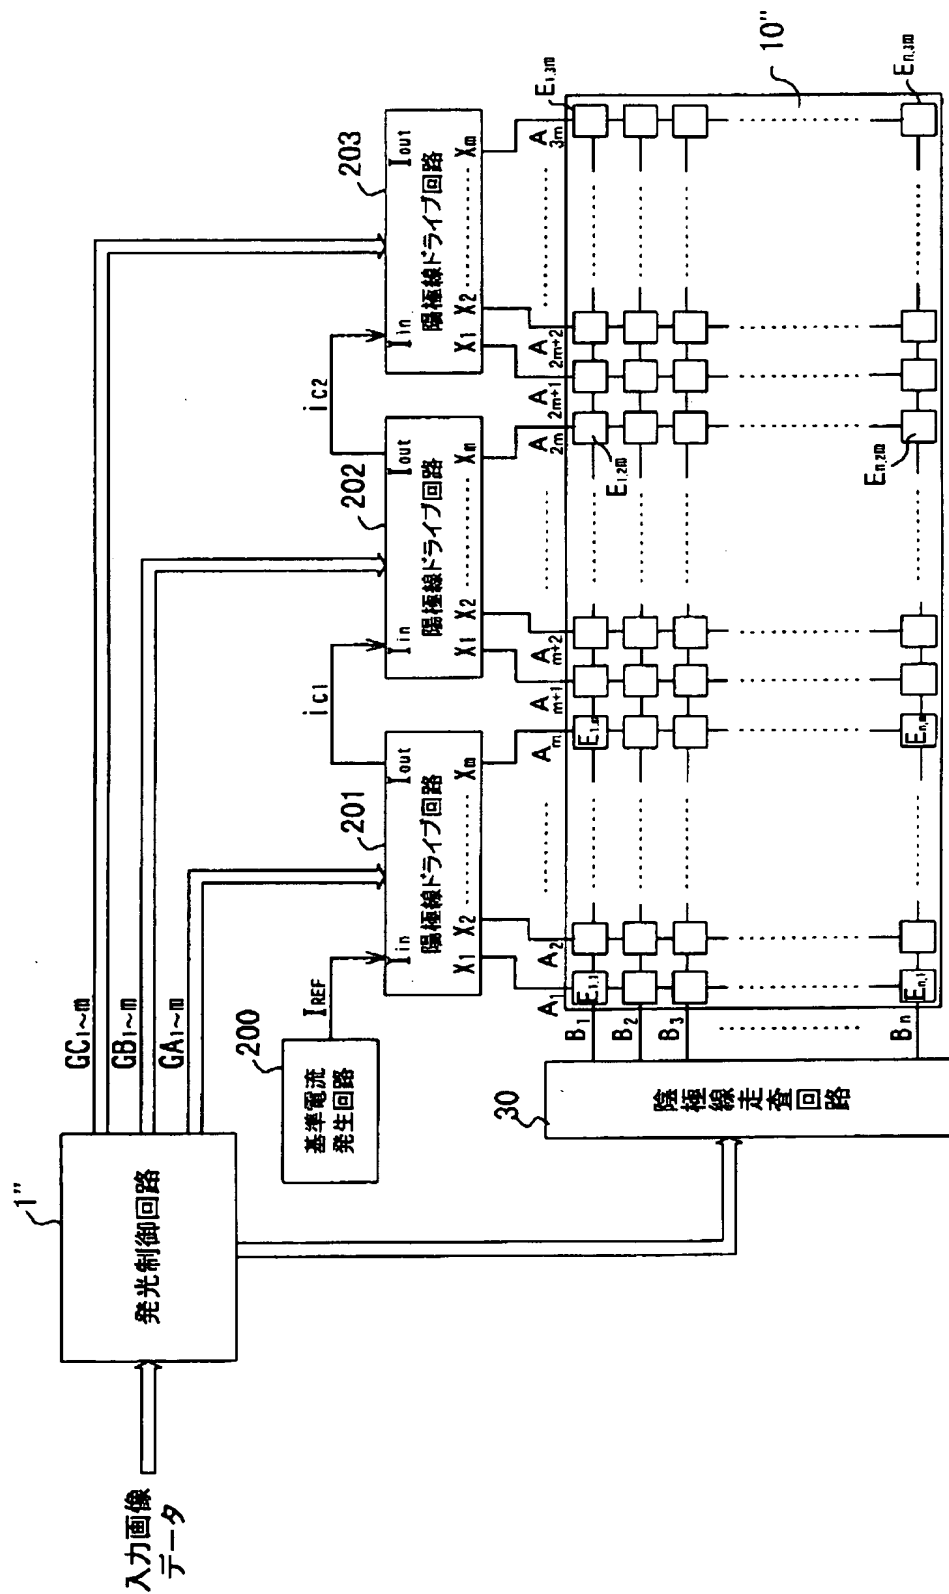 入力画像
データ
1"
発光制御回路
GC1~m
GB1~m
GA1~m
200
基準電流
発生回路
IREF
201
Iin
Iout
陽極線ドライブ回路
X1 X2 ········ Xm
ic1
202
Iin
Iout
陽極線ドライブ回路
X1 X2 ········ Xm
ic2
203
Iin
Iout
陽極線ドライブ回路
X1 X2 ········ Xm
A1
A2
Am
Am+1
Am+2
A2m
A2m+1
A2m+2
A3m
30
陰極線走査回路
B1
B2
B3
Bn
E1,1
E1,m
E1,2m
E1,3m
10"
En,1
En,m
En,2m
En,3m